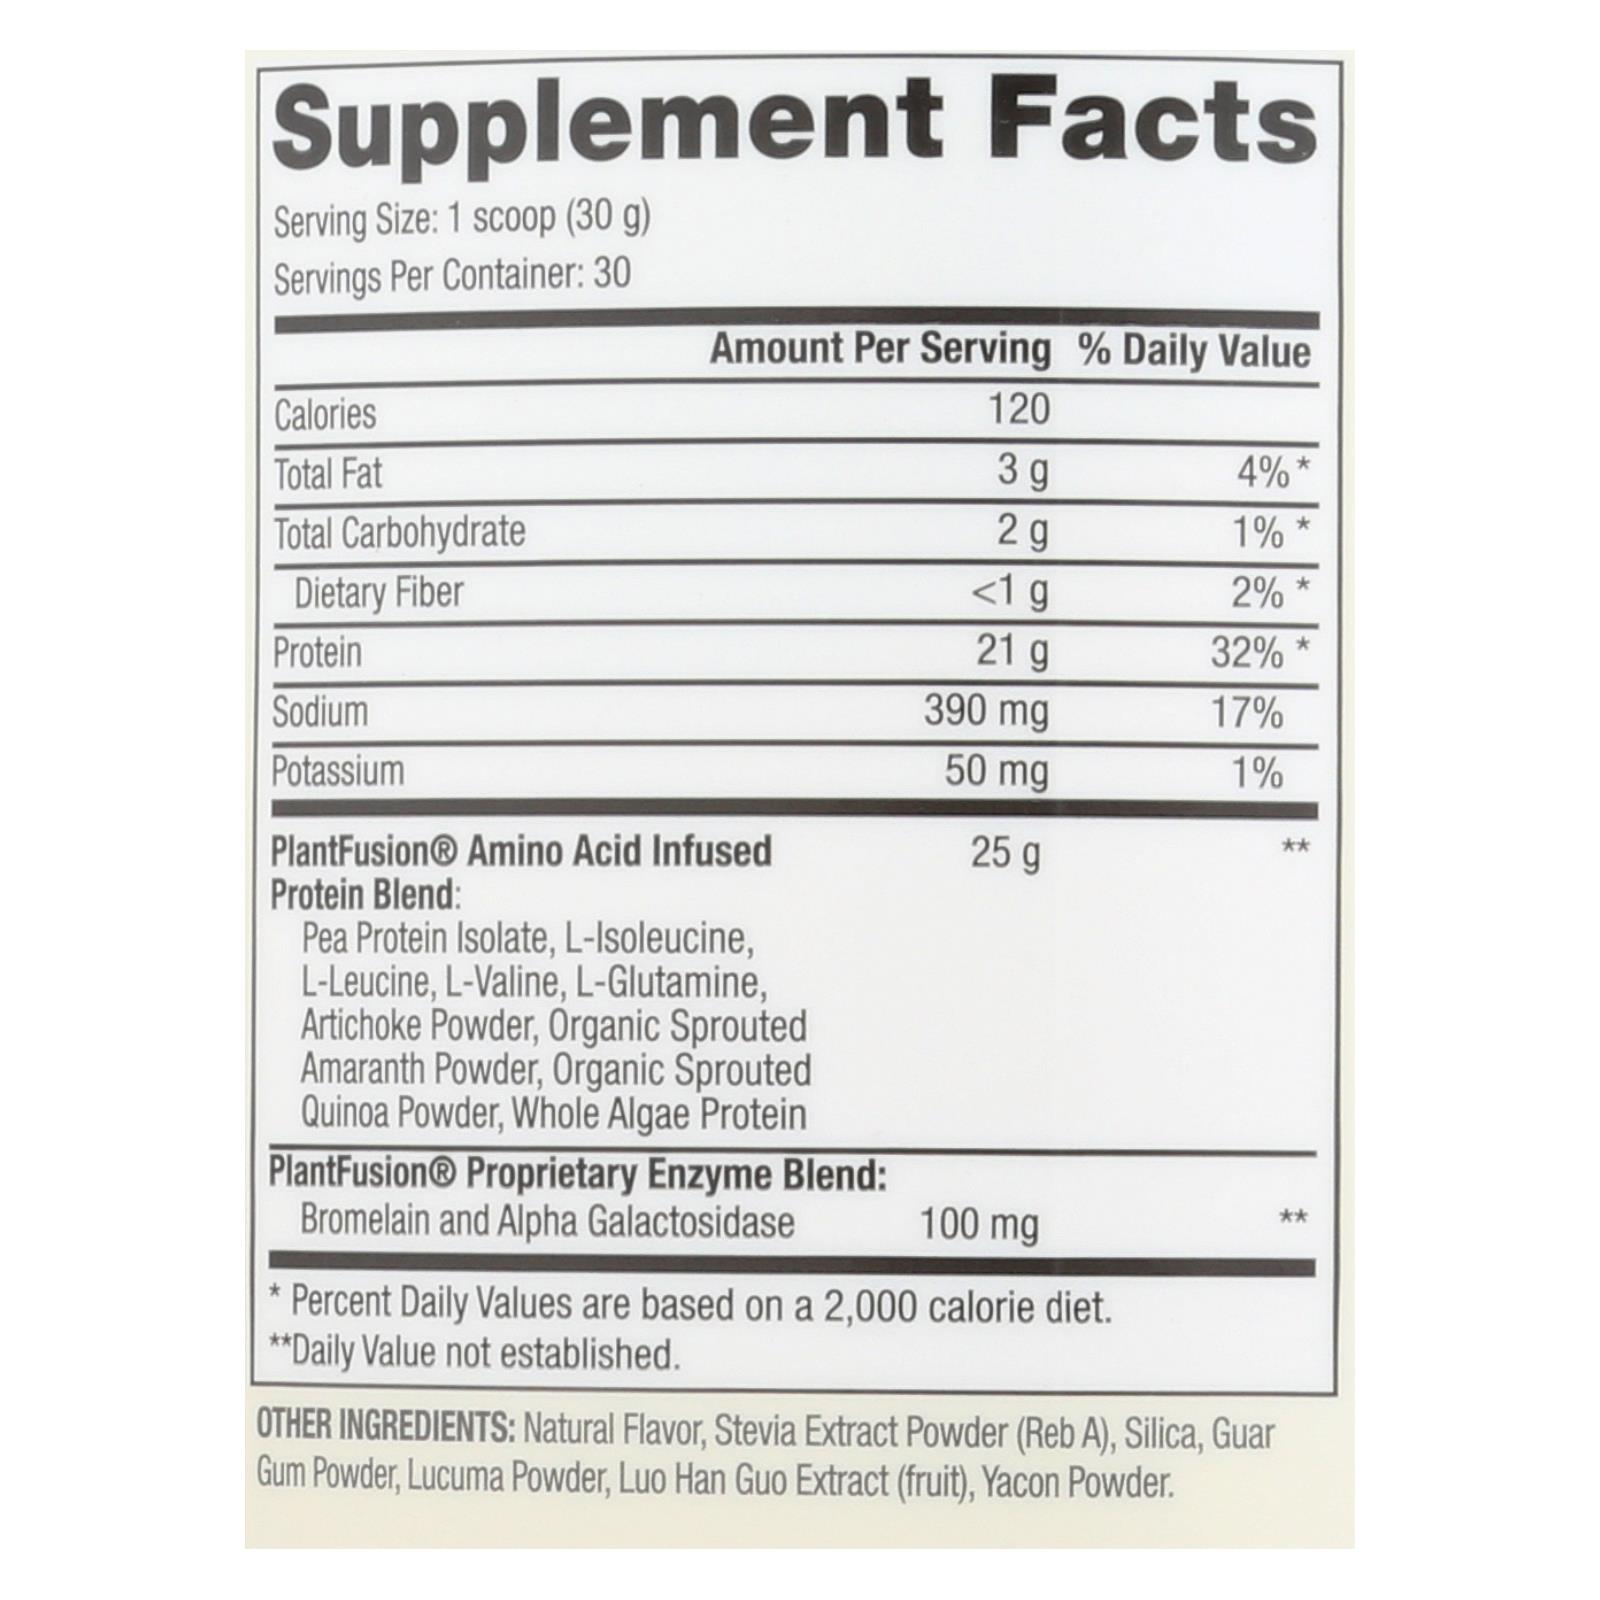 Supplement Facts
Serving Size: 1 scoop (30 g)
Servings Per Container: 30
Amount Per Serving % Daily Value
Calories 120
Total Fat 3 g 4% *
Total Carbohydrate 2 g 1% *
Dietary Fiber <1 g 2% *
Protein 21 g 32% *
Sodium 390 mg 17%
Potassium 50 mg 1%
PlantFusion® Amino Acid Infused 25 g **
Protein Blend:
Pea Protein Isolate, L-Isoleucine,
L-Leucine, L-Valine, L-Glutamine,
Artichoke Powder, Organic Sprouted
Amaranth Powder, Organic Sprouted
Quinoa Powder, Whole Algae Protein
PlantFusion® Proprietary Enzyme Blend:
Bromelain and Alpha Galactosidase 100 mg **
* Percent Daily Values are based on a 2,000 calorie diet.
**Daily Value not established.
OTHER INGREDIENTS: Natural Flavor, Stevia Extract Powder (Reb A), Silica, Guar
Gum Powder, Lucuma Powder, Luo Han Guo Extract (fruit), Yacon Powder.